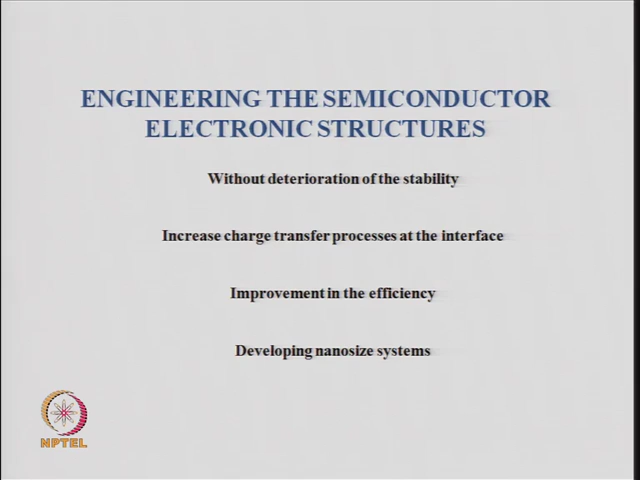 ENGINEERING THE SEMICONDUCTOR
ELECTRONIC STRUCTURES
Without deterioration of the stability
Increase charge transfer processes at the interface
Improvement in the efficiency
Developing nanosize systems
NPTEL